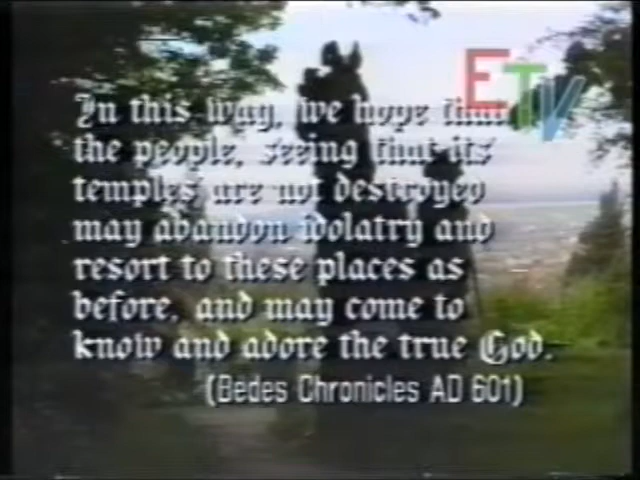 ETV
In this way, we hope that
the people, seeing that its
temples are not destroyed
may abandon idolatry and
resort to these places as
before, and may come to
know and adore the true God.
(Bedes Chronicles AD 601)